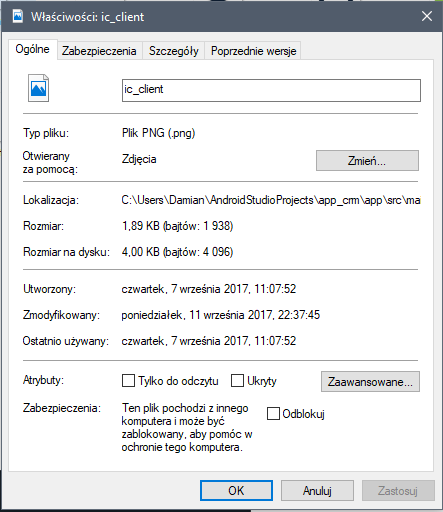 Właściwości: ic_client
Ogólne Zabezpieczenia Szczegóły Poprzednie wersje
ic_client
Typ pliku: Plik PNG (.png)
Otwierany
za pomocą: Zdjęcia Zmień...
Lokalizacja: C:\Users\Damian\AndroidStudioProjects\app_crm\app\src\mai
Rozmiar: 1,89 KB (bajtów: 1 938)
Rozmiar na dysku: 4,00 KB (bajtów: 4 096)
Utworzony: czwartek, 7 września 2017, 11:07:52
Zmodyfikowany: poniedziałek, 11 września 2017, 22:37:45
Ostatnio używany: czwartek, 7 września 2017, 11:07:52
Atrybuty: Tylko do odczytu Ukryty Zaawansowane...
Zabezpieczenia: Ten plik pochodzi z innego
komputera i może być
zablokowany, aby pomóc w
ochronie tego komputera.
Odblokuj
OK Anuluj Zastosuj